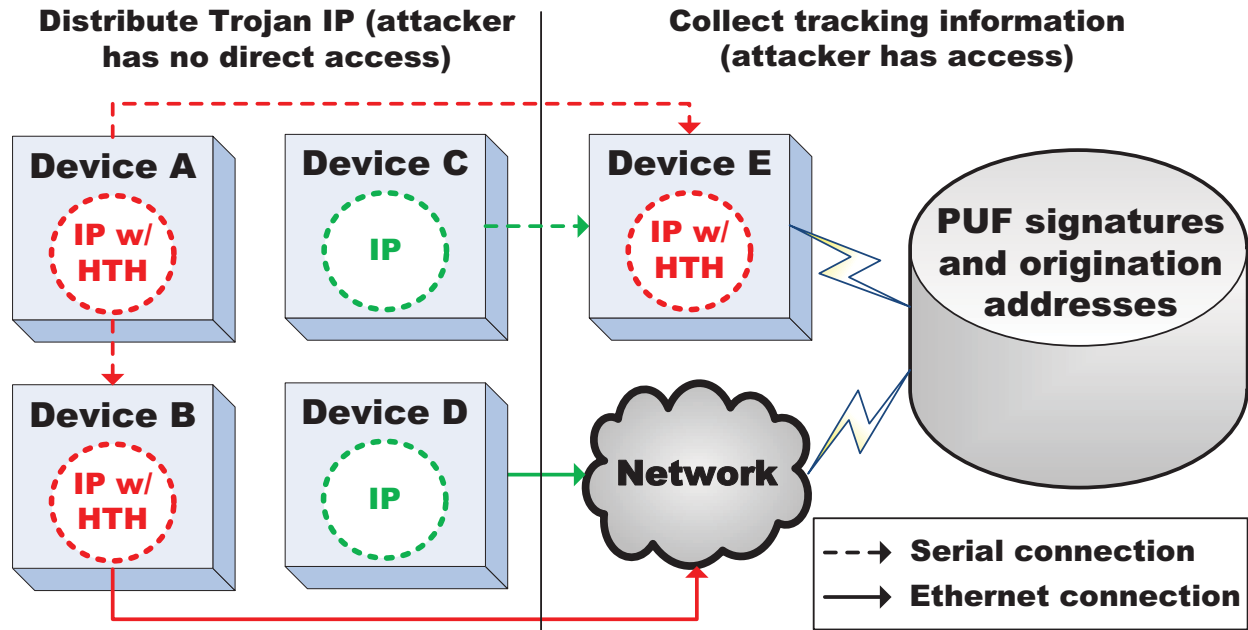 Distribute Trojan IP (attacker
has no direct access)
Collect tracking information
(attacker has access)
Device A
IP w/
HTH
Device C
IP
Device E
IP w/
HTH
PUF signatures
and origination
addresses
Device B
IP w/
HTH
Device D
IP
Network
Serial connection
Ethernet connection